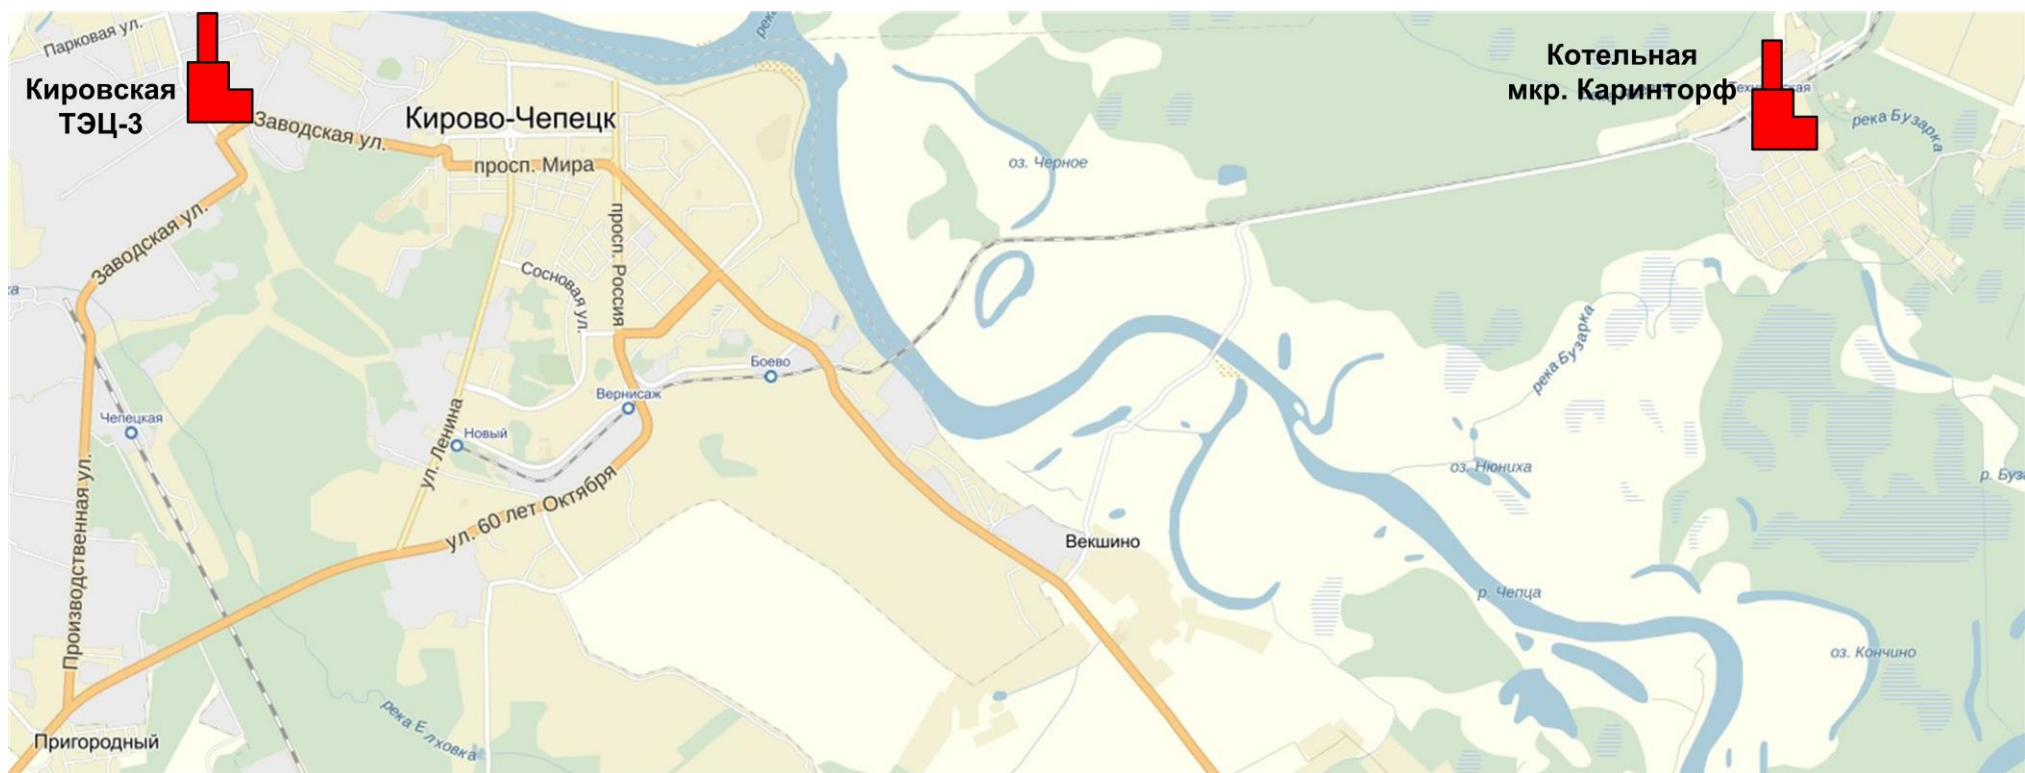 Парковая ул.
Кировская
ТЭЦ-3
Заводская ул.
Кирово-Чепецк
просп. Мира
Котельная
мкр. Каринторф
река Бузарка
оз. Черное
Заводская ул.
просп. Россия
Сосновая ул.
Боево
Вернисаж
Чепецкая
Новый
ул. Ленина
река Бузарка
оз. Нюниха
р. Буз
ул. 60 лет Октября
Векшино
Производственная ул.
р. Чепца
оз. Кончино
река Елховка
Пригородный